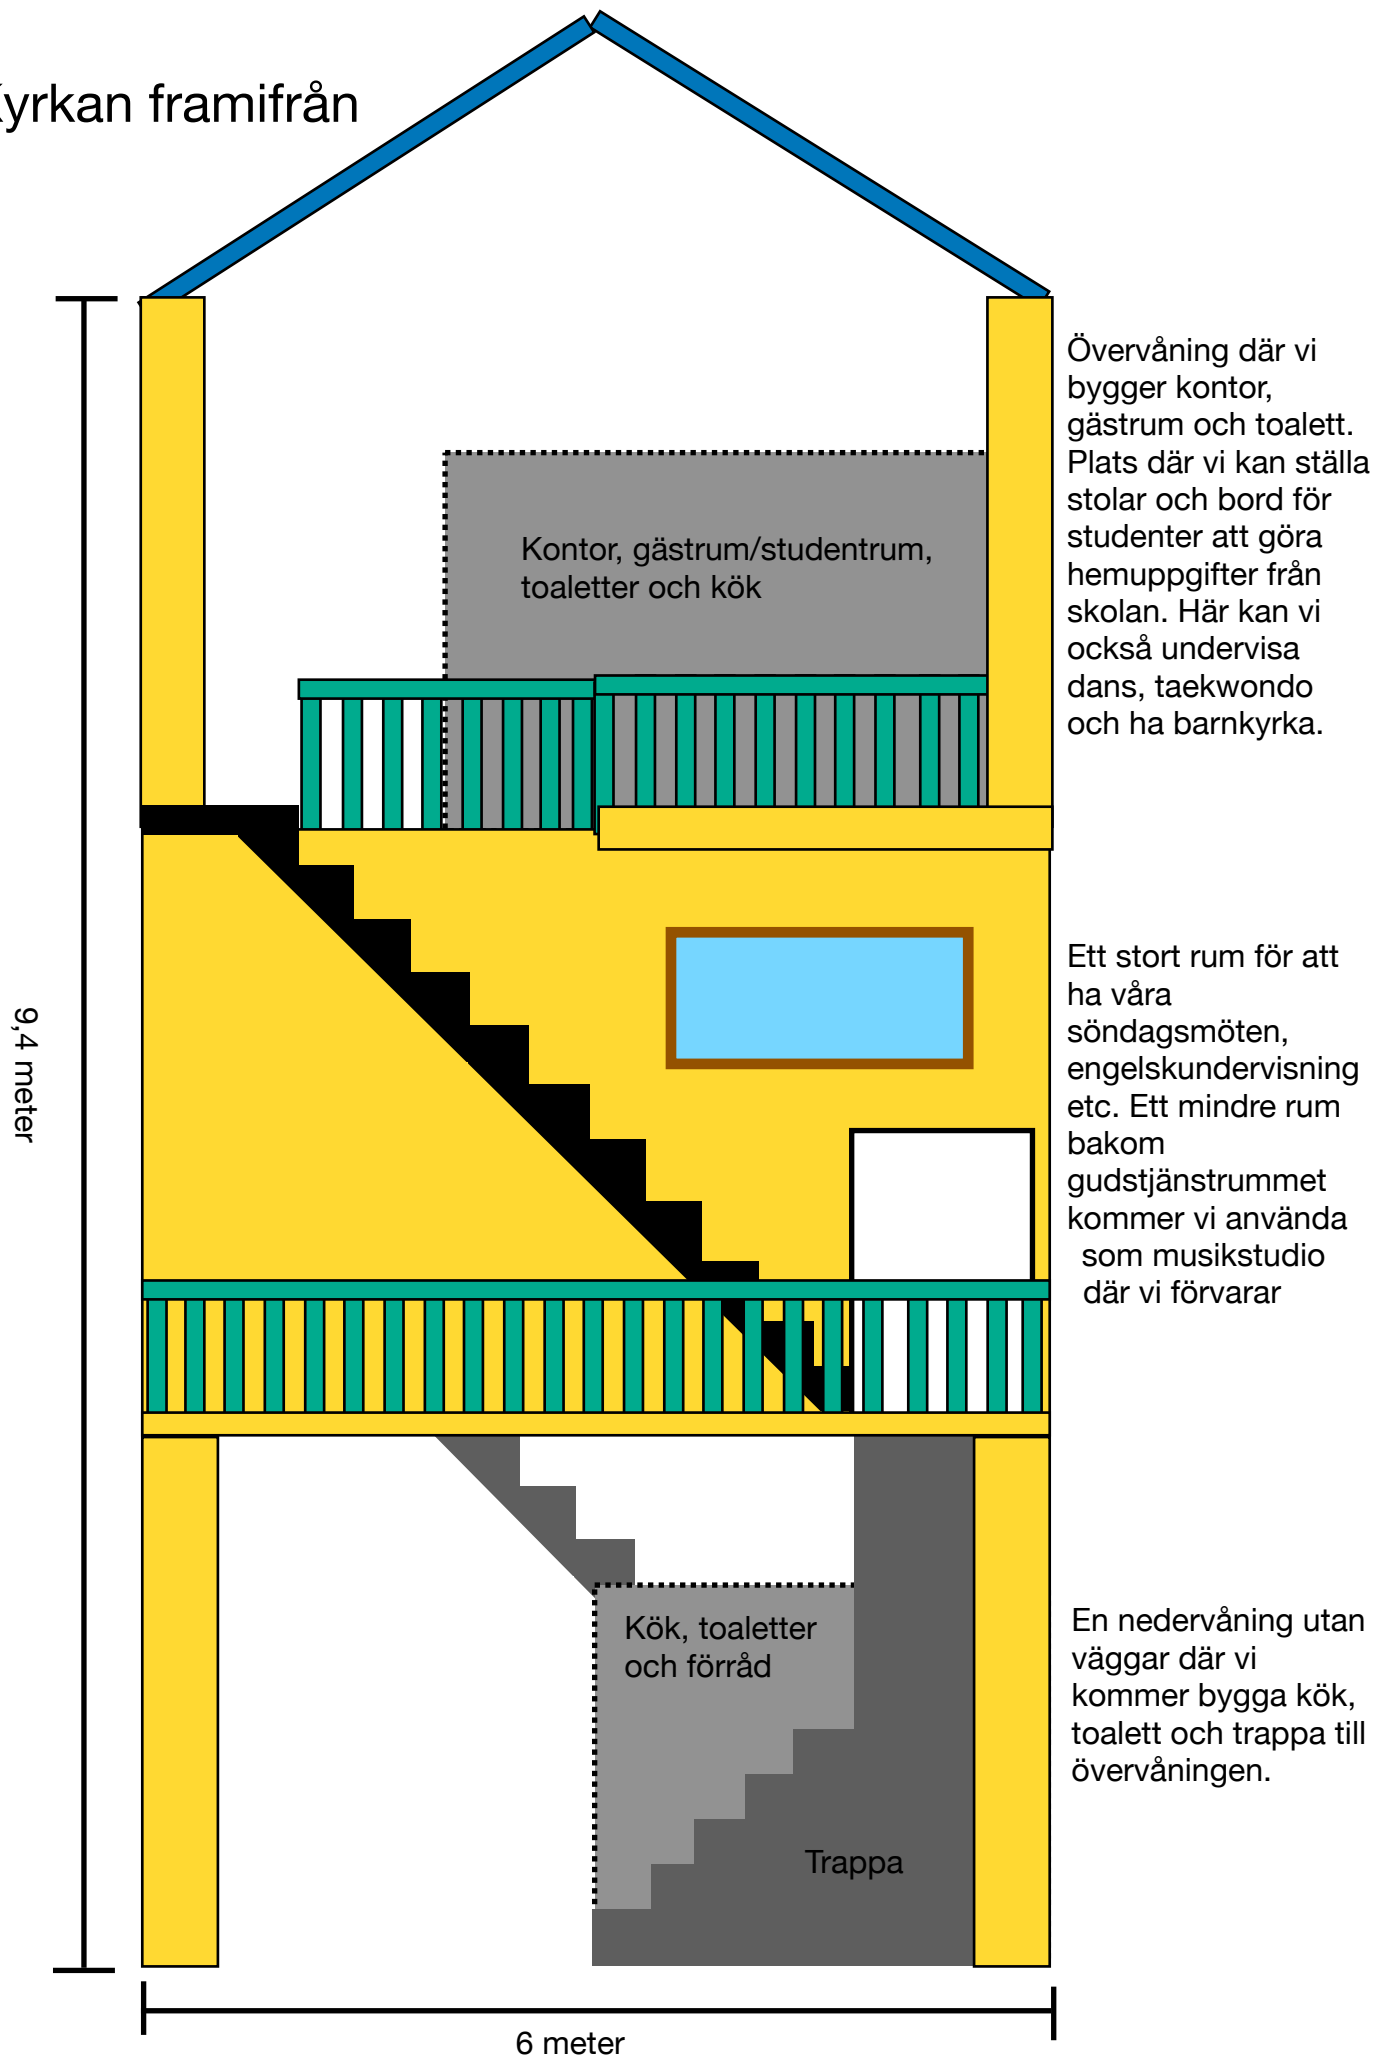 Kyrkan framifrån
Övervåning där vi
bygger kontor,
gästrum och toalett.
Plats där vi kan ställa
stolar och bord för
studenter att göra
hemuppgifter från
skolan. Här kan vi
också undervisa
dans, taekwondo
och ha barnkyrka.
Kontor, gästrum/studentrum,
toaletter och kök
Ett stort rum för att
ha våra
söndagsmöten,
engelskundervisning
etc. Ett mindre rum
bakom
gudstjänstrummet
kommer vi använda
som musikstudio
där vi förvarar
9,4 meter
Kök, toaletter
och förråd
En nedervåning utan
väggar där vi
kommer bygga kök,
toalett och trappa till
övervåningen.
Trappa
6 meter